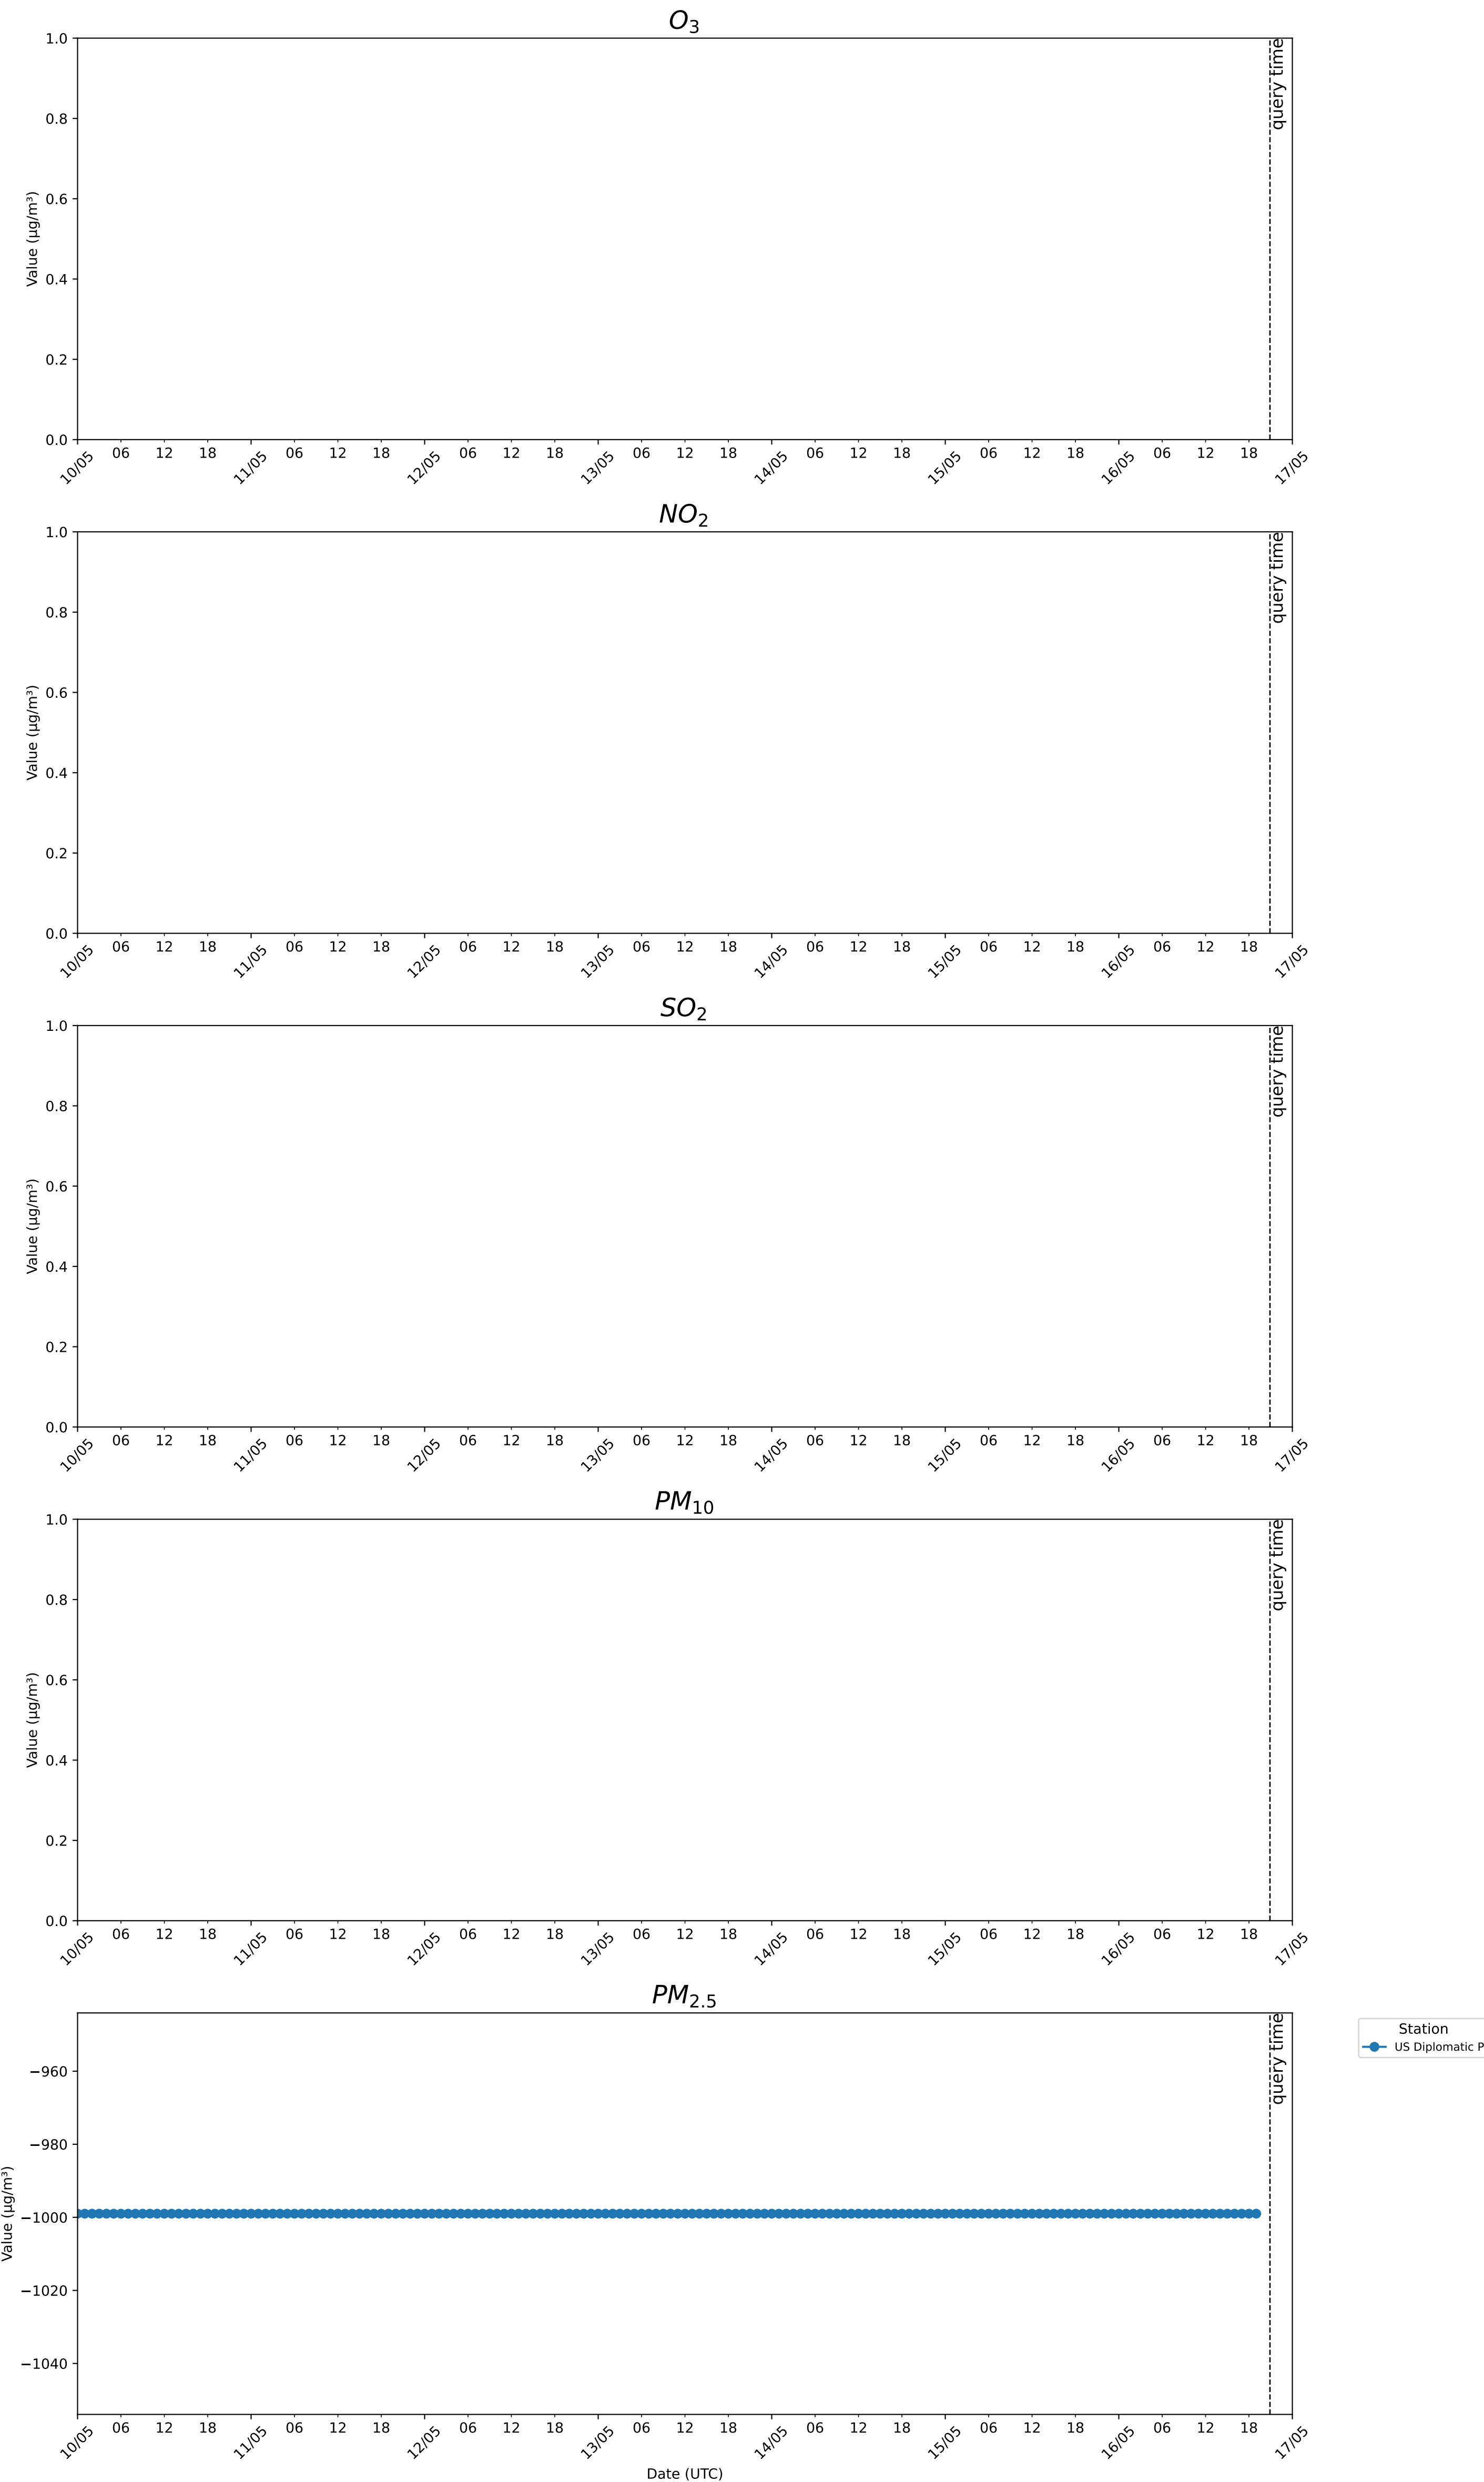 O₃
1.0
0.8
0.6
0.4
0.2
0.0
Value (µg/m³)
query time
10/05 06 12 18 11/05 06 12 18 12/05 06 12 18 13/05 06 12 18 14/05 06 12 18 15/05 06 12 18 16/05 06 12 18 17/05
NO₂
1.0
0.8
0.6
0.4
0.2
0.0
Value (µg/m³)
query time
10/05 06 12 18 11/05 06 12 18 12/05 06 12 18 13/05 06 12 18 14/05 06 12 18 15/05 06 12 18 16/05 06 12 18 17/05
SO₂
1.0
0.8
0.6
0.4
0.2
0.0
Value (µg/m³)
query time
10/05 06 12 18 11/05 06 12 18 12/05 06 12 18 13/05 06 12 18 14/05 06 12 18 15/05 06 12 18 16/05 06 12 18 17/05
PM₁₀
1.0
0.8
0.6
0.4
0.2
0.0
Value (µg/m³)
query time
10/05 06 12 18 11/05 06 12 18 12/05 06 12 18 13/05 06 12 18 14/05 06 12 18 15/05 06 12 18 16/05 06 12 18 17/05
PM₂.₅
−960
−980
−1000
−1020
−1040
Value (µg/m³)
query time
Station
US Diplomatic P
10/05 06 12 18 11/05 06 12 18 12/05 06 12 18 13/05 06 12 18 14/05 06 12 18 15/05 06 12 18 16/05 06 12 18 17/05
Date (UTC)